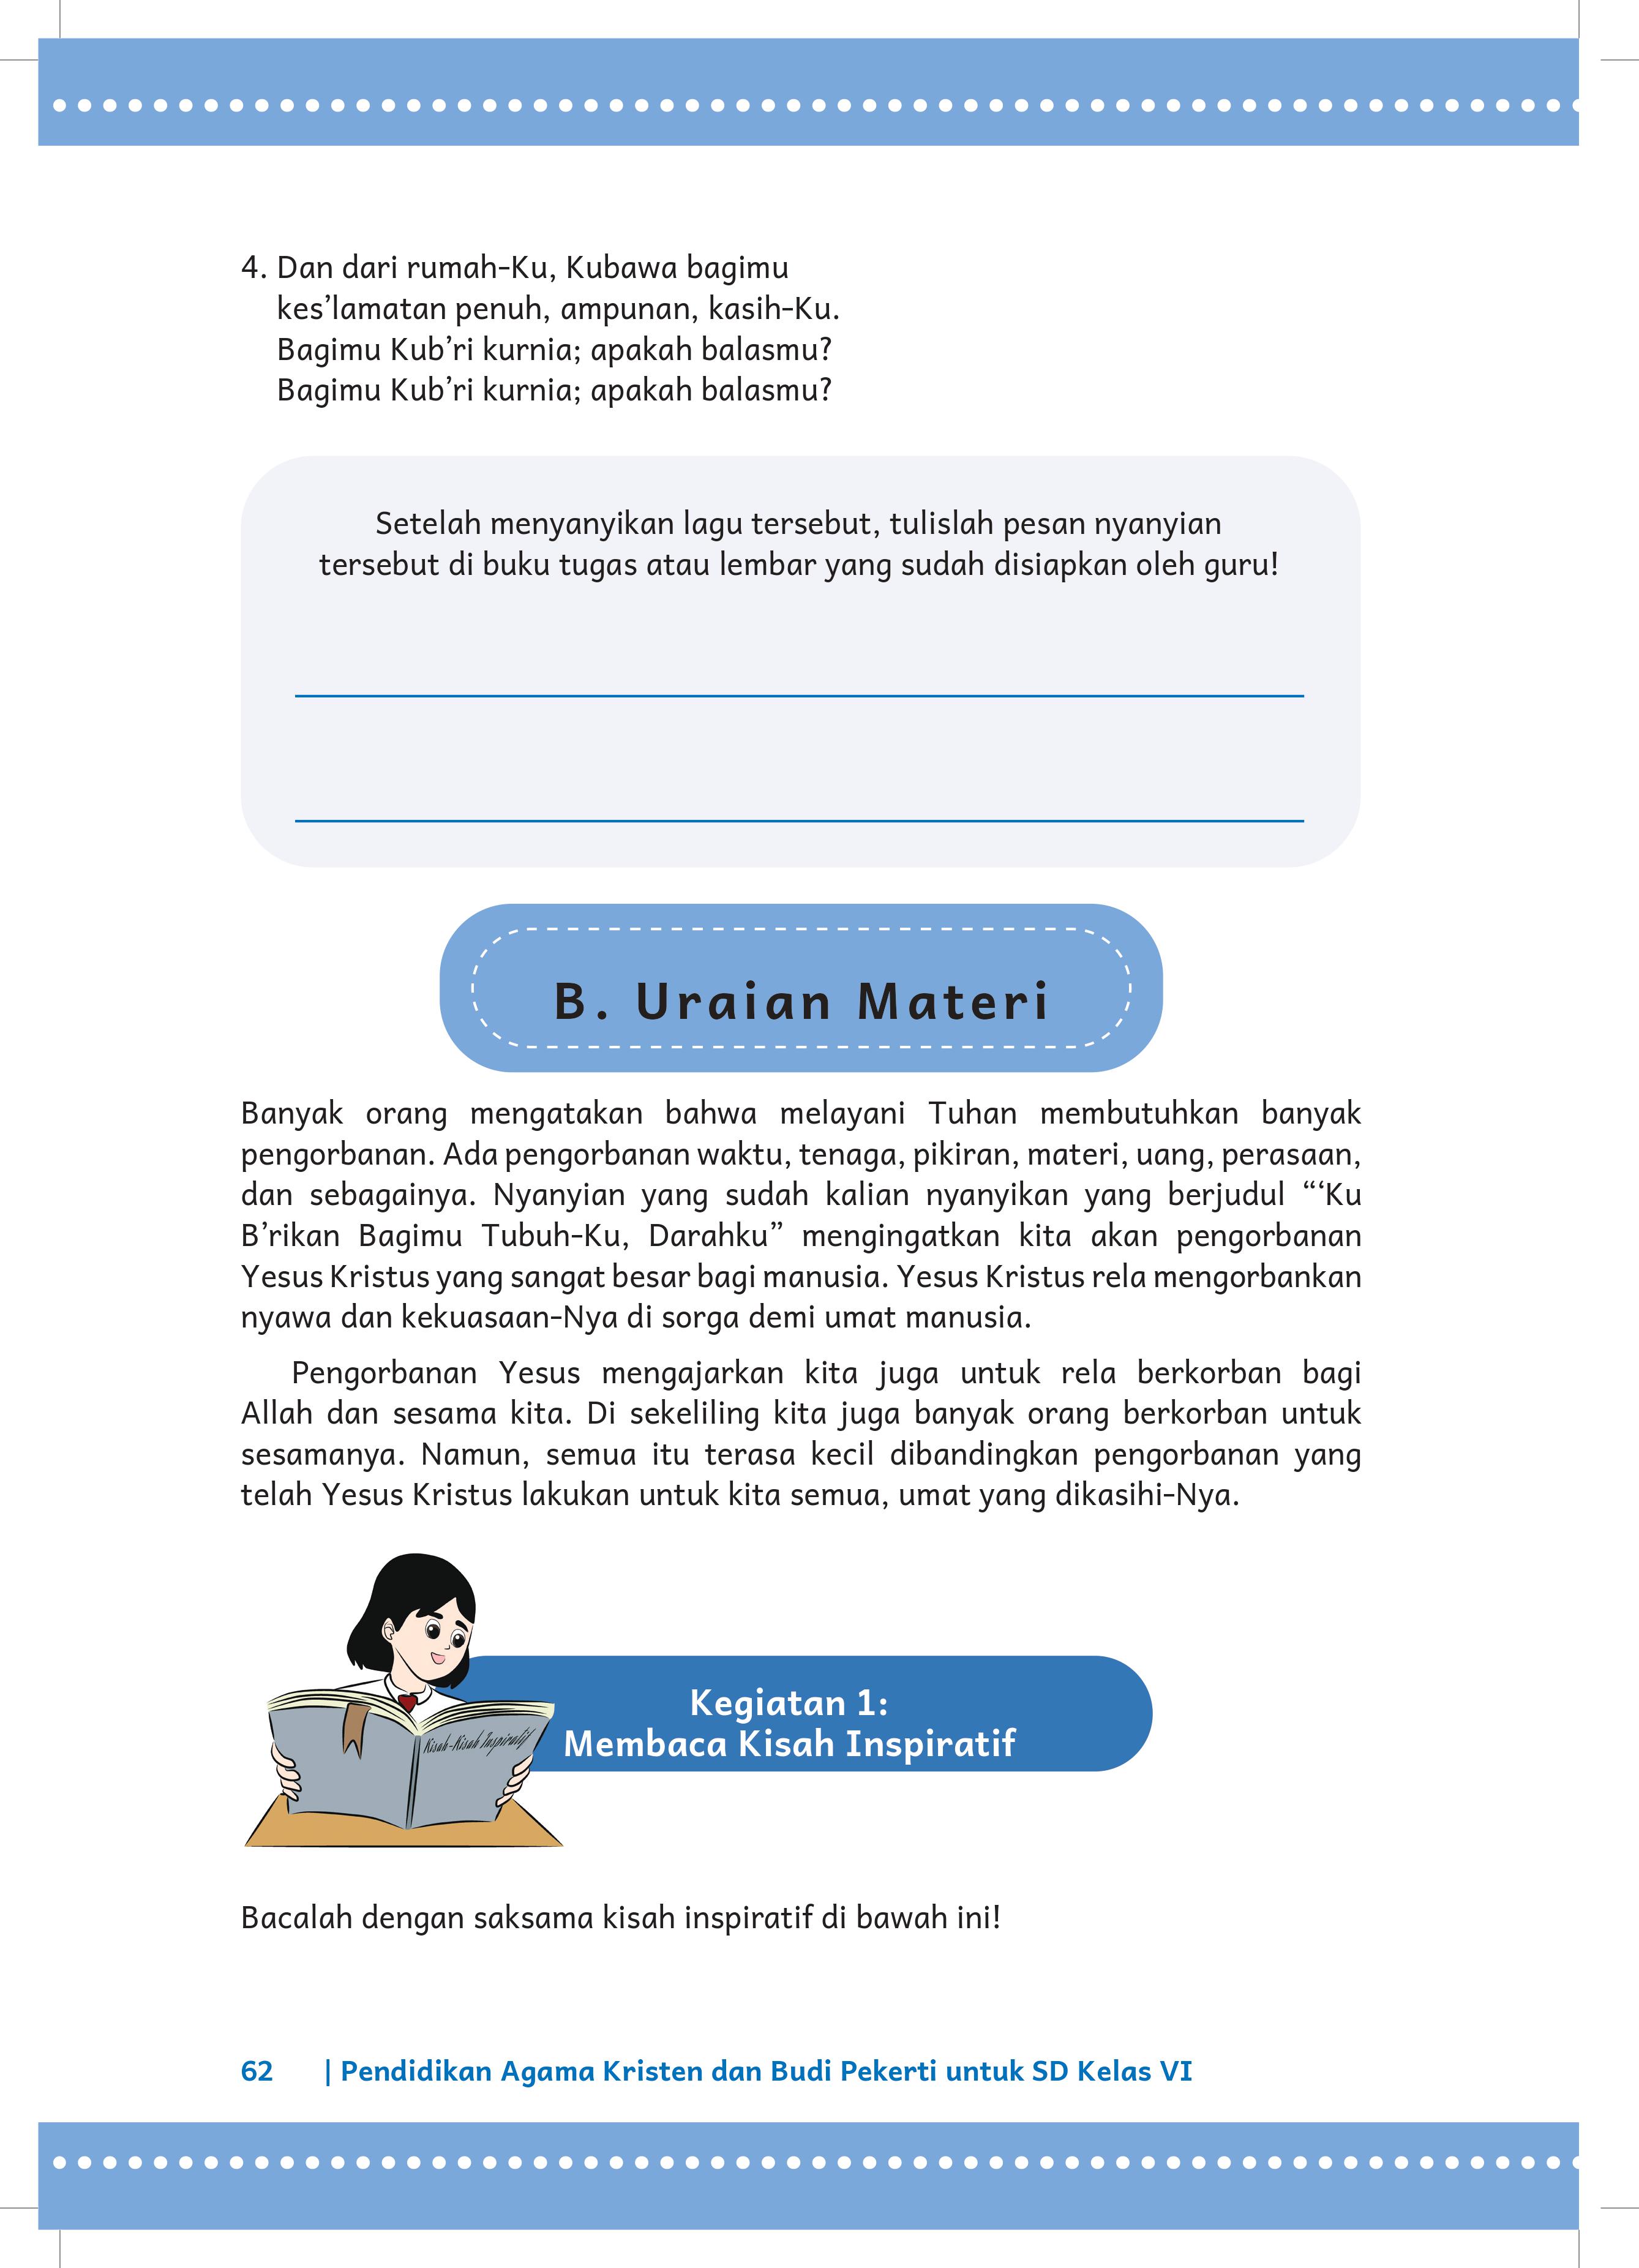 4. Dan dari rumah-Ku, Kubawa bagimu
kes’lamatan penuh, ampunan, kasih-Ku.
Bagimu Kub’ri kurnia; apakah balasmu?
Bagimu Kub’ri kurnia; apakah balasmu?
Setelah menyanyikan lagu tersebut, tulislah pesan nyanyian
tersebut di buku tugas atau lembar yang sudah disiapkan oleh guru!
B. Uraian Materi
Banyak orang mengatakan bahwa melayani Tuhan membutuhkan banyak
pengorbanan. Ada pengorbanan waktu, tenaga, pikiran, materi, uang, perasaan,
dan sebagainya. Nyanyian yang sudah kalian nyanyikan yang berjudul “‘Ku
B’rikan Bagimu Tubuh-Ku, Darahku” mengingatkan kita akan pengorbanan
Yesus Kristus yang sangat besar bagi manusia. Yesus Kristus rela mengorbankan
nyawa dan kekuasaan-Nya di sorga demi umat manusia.
Pengorbanan Yesus mengajarkan kita juga untuk rela berkorban bagi
Allah dan sesama kita. Di sekeliling kita juga banyak orang berkorban untuk
sesamanya. Namun, semua itu terasa kecil dibandingkan pengorbanan yang
telah Yesus Kristus lakukan untuk kita semua, umat yang dikasihi-Nya.
Kisah-Kisah Inspiratif
Kegiatan 1:
Membaca Kisah Inspiratif
Bacalah dengan saksama kisah inspiratif di bawah ini!
62 | Pendidikan Agama Kristen dan Budi Pekerti untuk SD Kelas VI